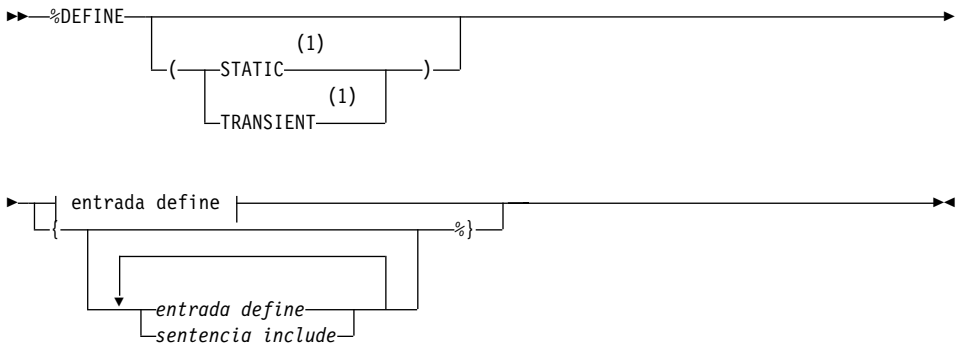 %DEFINE
(1)
( STATIC )
(1)
TRANSIENT
entrada define
{ %}
entrada define
sentencia include